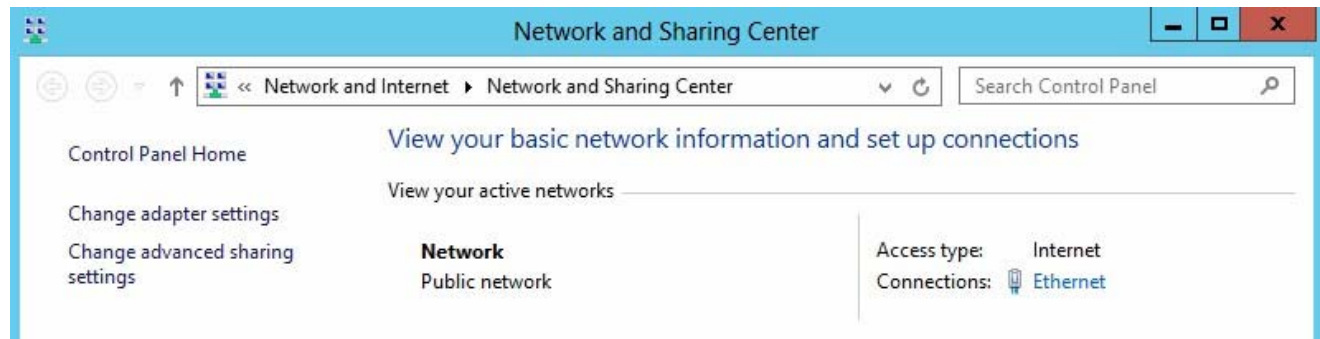 Network and Sharing Center
« Network and Internet ▸ Network and Sharing Center
Search Control Panel
Control Panel Home
Change adapter settings
Change advanced sharing
settings
View your basic network information and set up connections
View your active networks
Network
Public network
Access type: Internet
Connections: Ethernet